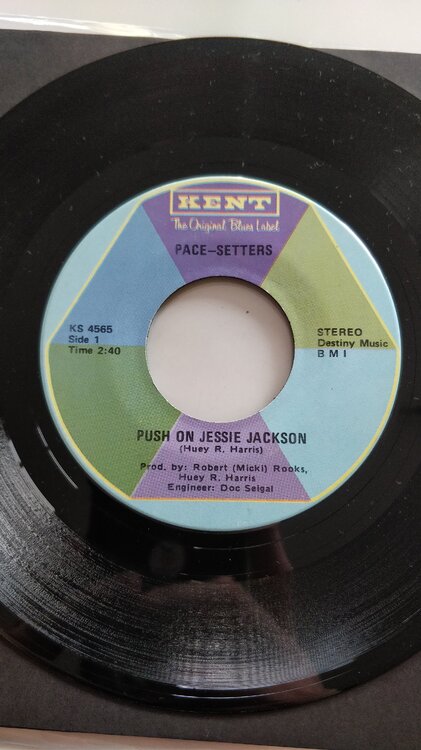 KENT
The Original Blues Label
PACE-SETTERS
KS 4565
Side 1
Time 2:40
STEREO
Destiny Music
B M I
PUSH ON JESSIE JACKSON
(Huey R. Harris)
Prod. by: Robert (Micki) Rooks,
Huey R. Harris
Engineer: Doc Seigal